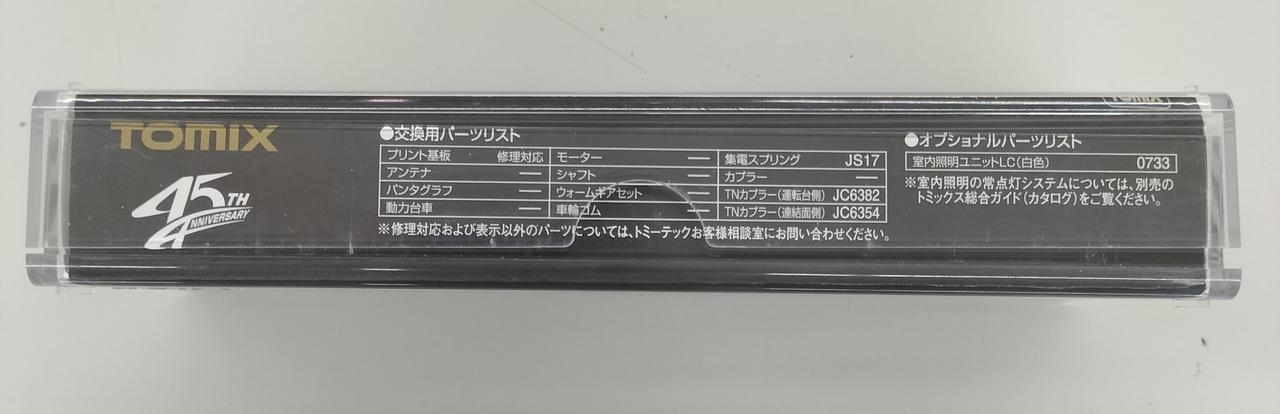 TOMIX
TOMIX
45TH
ANNIVERSARY
●交換用パーツリスト
プリント基板 修理対応 モーター ― 集電スプリング JS17
アンテナ ― シャフト ― カプラー ―
パンタグラフ ― ウォームギアセット ― TNカプラー(運転台側) JC6382
動力台車 ― 車輪ゴム ― TNカプラー(連結面側) JC6354
※修理対応および表示以外のパーツについては、トミーテックお客様相談室にお問い合わせください。
●オプショナルパーツリスト
室内照明ユニットLC(白色) 0733
※室内照明の常点灯システムについては、別売の
トミックス総合ガイド(カタログ)をご覧ください。